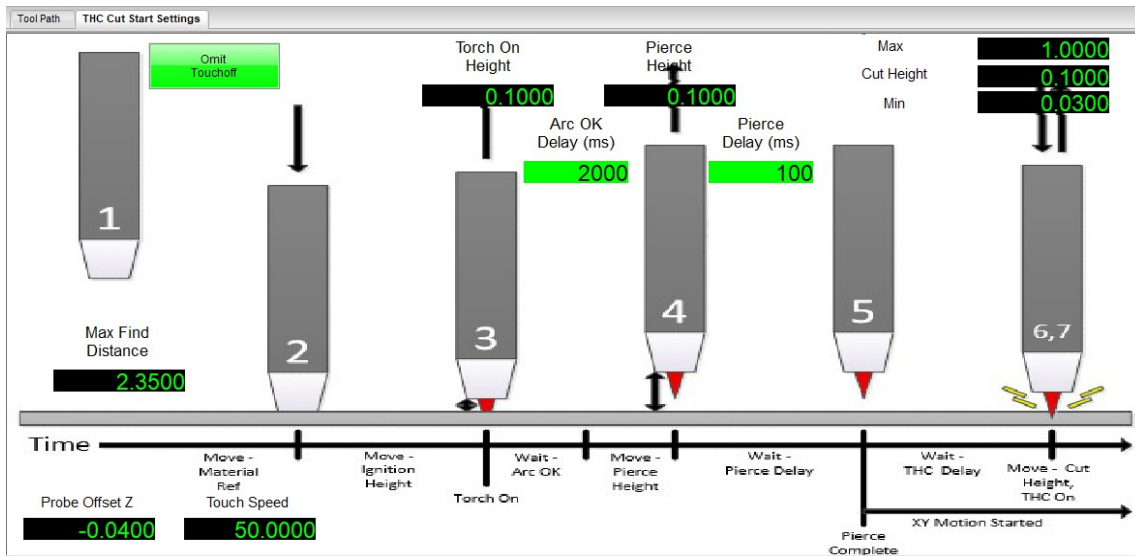 Tool Path
THC Cut Start Settings
Omit
Touchoff
Torch On
Height
0.1000
Pierce
Height
0.1000
Max
1.0000
Cut Height
0.1000
Min
0.0300
Arc OK
Delay (ms)
2000
Pierce
Delay (ms)
100
1
2
3
4
5
6,7
Max Find
Distance
2.3500
Time
Move -
Material
Ref
Move -
Ignition
Height
Torch On
Wait -
Arc OK
Move -
Pierce
Height
Wait -
Pierce Delay
Wait -
THC Delay
Move - Cut
Height,
THC On
XY Motion Started
Pierce
Complete
Probe Offset Z
-0.0400
Touch Speed
50.0000